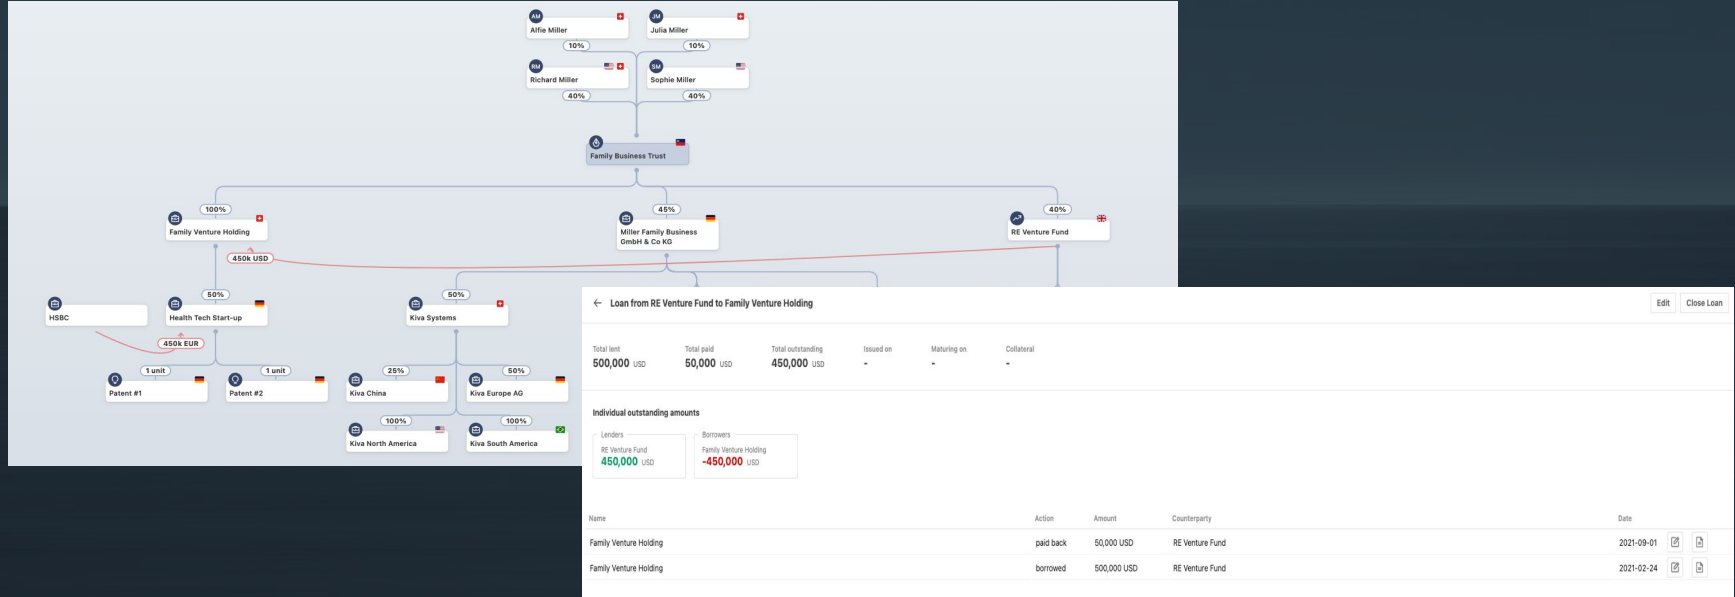 AM JM
Alfie Miller Julia Miller
10% 10%
RM SM
Richard Miller Sophie Miller
40% 40%
Family Business Trust
100% 45% 40%
Family Venture Holding Miller Family Business RE Venture Fund
GmbH & Co KG
450k USD
50% 50%
HSBC Health Tech Start-up Kiva Systems
450k EUR
1 unit 1 unit 25% 50%
Patent #1 Patent #2 Kiva China Kiva Europe AG
100% 100%
Kiva North America Kiva South America
← Loan from RE Venture Fund to Family Venture Holding Edit Close Loan
Total lent Total paid Total outstanding Issued on Maturing on Collateral
500,000 USD 50,000 USD 450,000 USD - - -
Individual outstanding amounts
Lenders Borrowers
RE Venture Fund Family Venture Holding
450,000 USD -450,000 USD
Name Action Amount Counterparty Date
Family Venture Holding paid back 50,000 USD RE Venture Fund 2021-09-01
Family Venture Holding borrowed 500,000 USD RE Venture Fund 2021-02-24